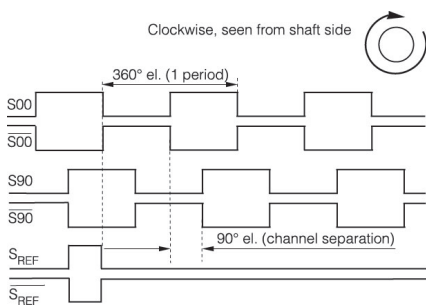 Clockwise, seen from shaft side
360° el. (1 period)
S00
S00
S90
S90
90° el. (channel separation)
SREF
SREF